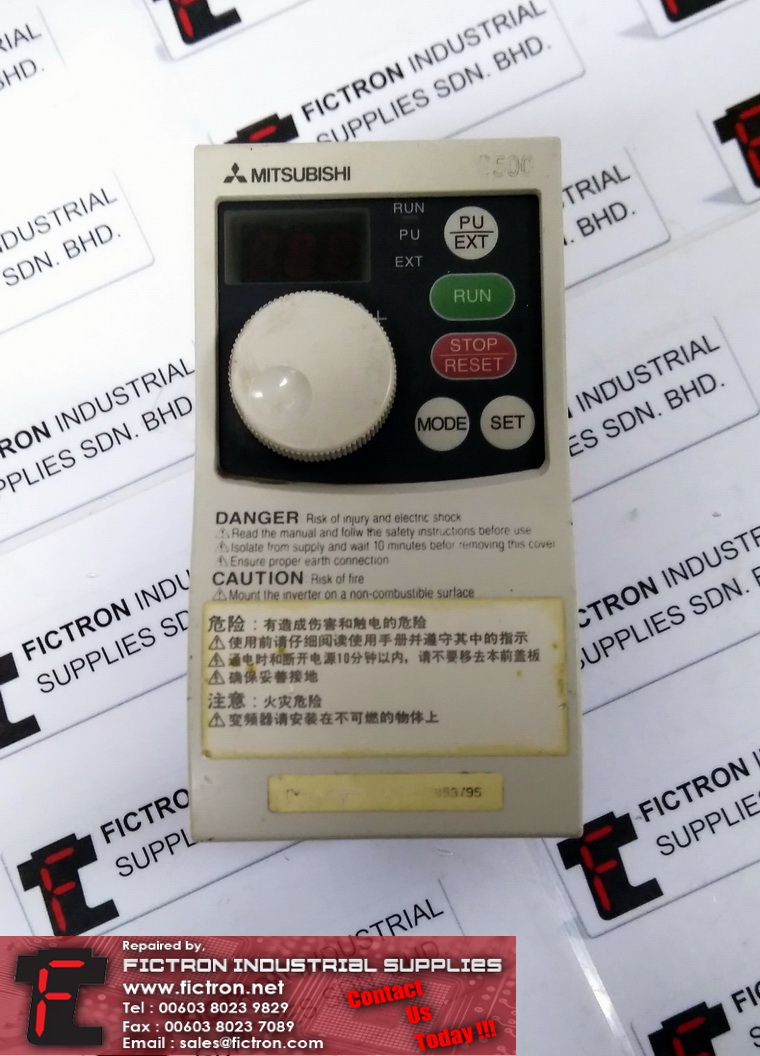 FICTRON INDUSTRIAL
SUPPLIES SDN. BHD.
MITSUBISHI
RUN
PU
EXT
PU
EXT
RUN
STOP
RESET
MODE
SET
DANGER Risk of injury and electric shock
⚠Read the manual and follw the safety instructions before use
⚠Isolate from supply and wait 10 minutes befor removing this cover
⚠Ensure proper earth connection
CAUTION Risk of fire
⚠Mount the inverter on a non-combustible surface
危险：有造成伤害和触电的危险
⚠使用前请仔细阅读使用手册并遵守其中的指示
⚠通电时和断开电源10分钟以内，请不要移去本前盖板
⚠确保妥善接地
注意：火灾危险
⚠变频器请安装在不可燃的物体上
FICTRON INDUSTRIAL
SUPPLIES SDN. BHD.
Repaired by,
FICTRON INDUSTRIAL SUPPLIES
www.fictron.net
Tel : 00603 8023 9829
Fax : 00603 8023 7089
Email : sales@fictron.com
Contact
Us
Today !!!